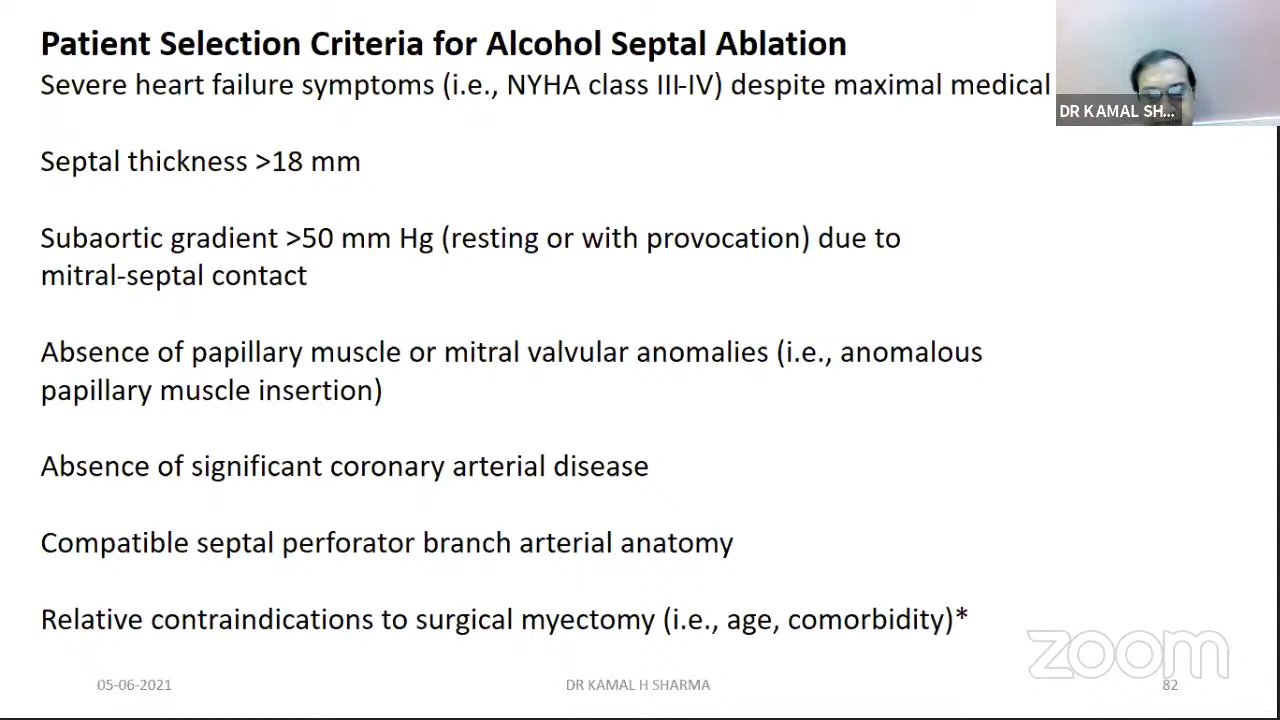 Patient Selection Criteria for Alcohol Septal Ablation
Severe heart failure symptoms (i.e., NYHA class III-IV) despite maximal medical
DR KAMAL SH...
Septal thickness >18 mm
Subaortic gradient >50 mm Hg (resting or with provocation) due to
mitral-septal contact
Absence of papillary muscle or mitral valvular anomalies (i.e., anomalous
papillary muscle insertion)
Absence of significant coronary arterial disease
Compatible septal perforator branch arterial anatomy
Relative contraindications to surgical myectomy (i.e., age, comorbidity)*
zoom
05-06-2021
DR KAMAL H SHARMA
82